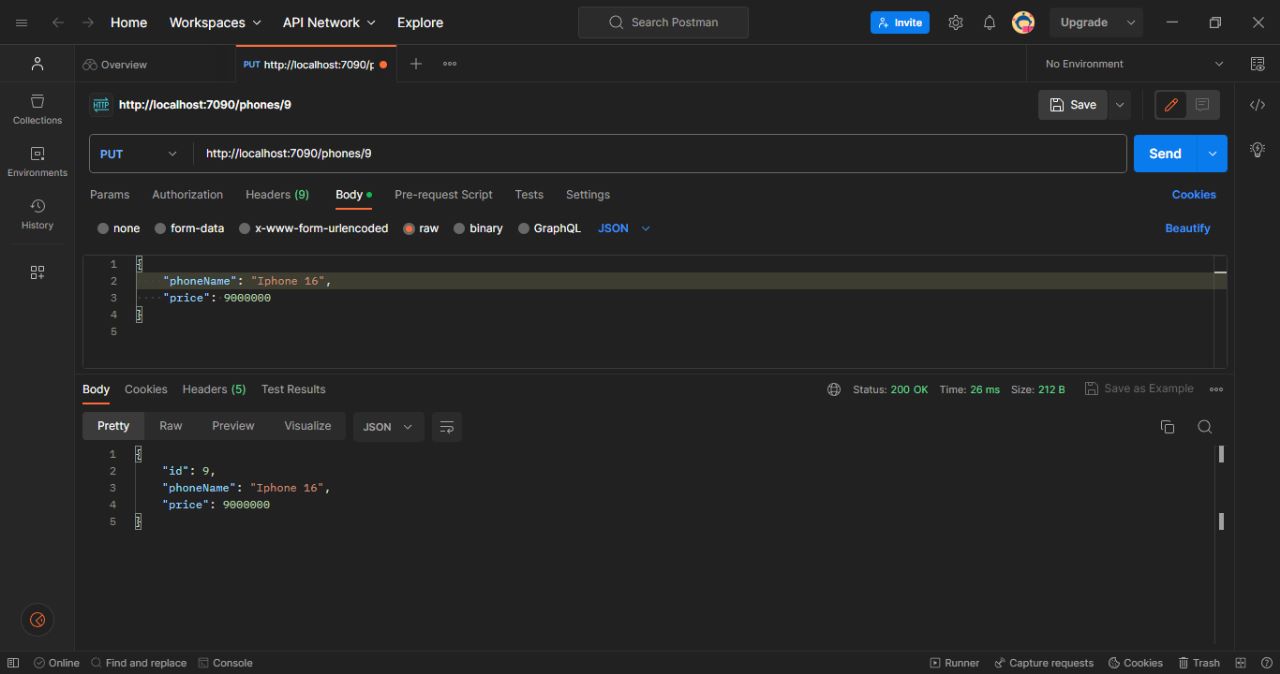 Home Workspaces API Network Explore Search Postman Invite Upgrade
Overview PUT http://localhost:7090/p No Environment
HTTP http://localhost:7090/phones/9 Save
PUT http://localhost:7090/phones/9 Send
Collections
Environments
History
Params Authorization Headers (9) Body Pre-request Script Tests Settings Cookies
none form-data x-www-form-urlencoded raw binary GraphQL JSON Beautify
1 {
2 "phoneName": "Iphone 16",
3 "price": 9000000
4 }
5
Body Cookies Headers (5) Test Results Status: 200 OK Time: 26 ms Size: 212 B Save as Example
Pretty Raw Preview Visualize JSON
1 {
2 "id": 9,
3 "phoneName": "Iphone 16",
4 "price": 9000000
5 }
Online Find and replace Console Runner Capture requests Cookies Trash